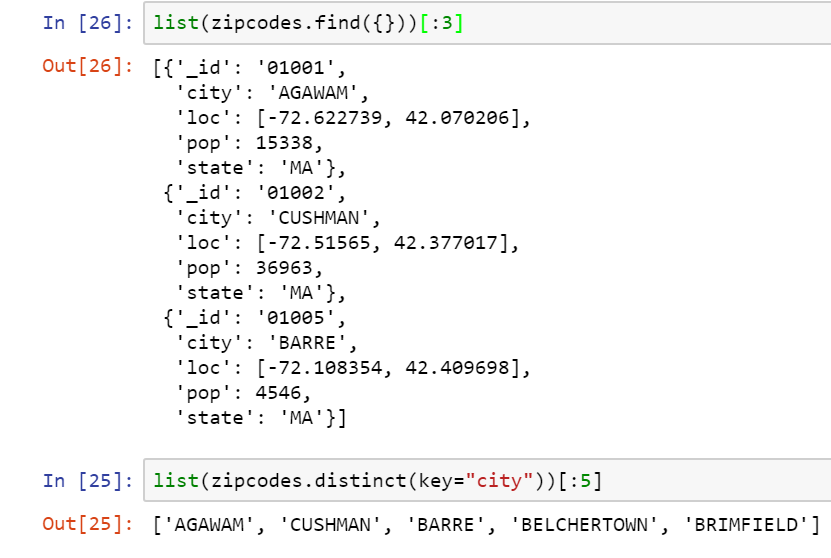 In [26]: list(zipcodes.find({}))[:3]
Out[26]: [{'_id': '01001',
'city': 'AGAWAM',
'loc': [-72.622739, 42.070206],
'pop': 15338,
'state': 'MA'},
{'_id': '01002',
'city': 'CUSHMAN',
'loc': [-72.51565, 42.377017],
'pop': 36963,
'state': 'MA'},
{'_id': '01005',
'city': 'BARRE',
'loc': [-72.108354, 42.409698],
'pop': 4546,
'state': 'MA'}]
In [25]: list(zipcodes.distinct(key="city"))[:5]
Out[25]: ['AGAWAM', 'CUSHMAN', 'BARRE', 'BELCHERTOWN', 'BRIMFIELD']